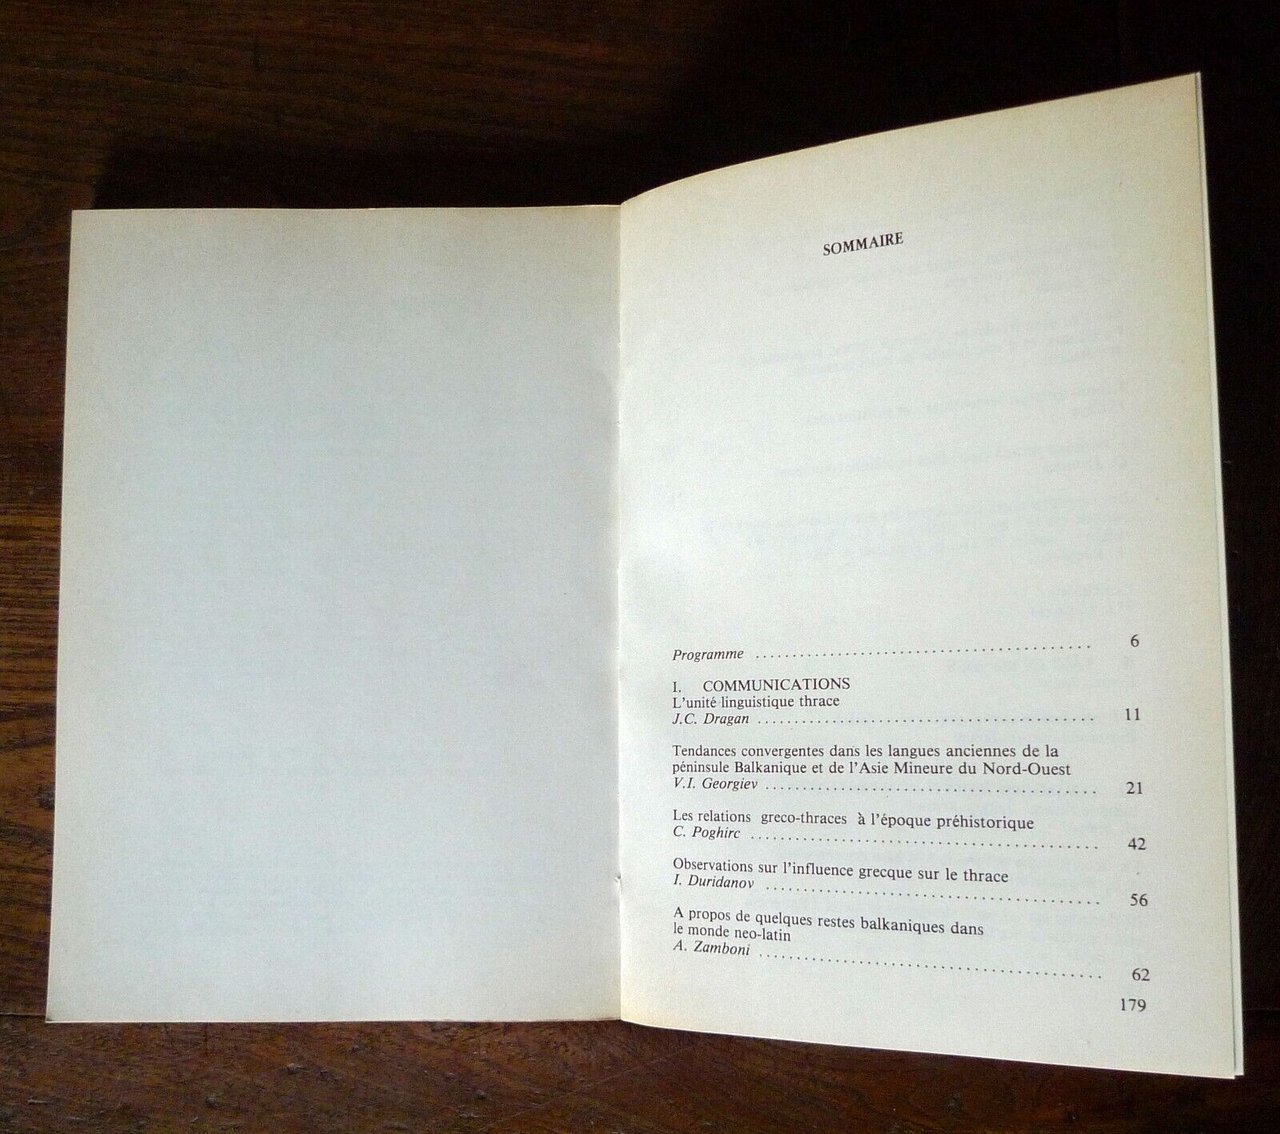 SOMMAIRE
Programme ........................................ 6
I. COMMUNICATIONS
L'unité linguistique thrace
J.C. Dragan ........................................ 11
Tendances convergentes dans les langues anciennes de la
péninsule Balkanique et de l'Asie Mineure du Nord-Ouest
V.I. Georgiev ........................................ 21
Les relations greco-thraces à l'époque préhistorique
C. Poghirc ........................................ 42
Observations sur l'influence grecque sur le thrace
I. Duridanov ........................................ 56
A propos de quelques restes balkaniques dans
le monde neo-latin
A. Zamboni ........................................ 62
179